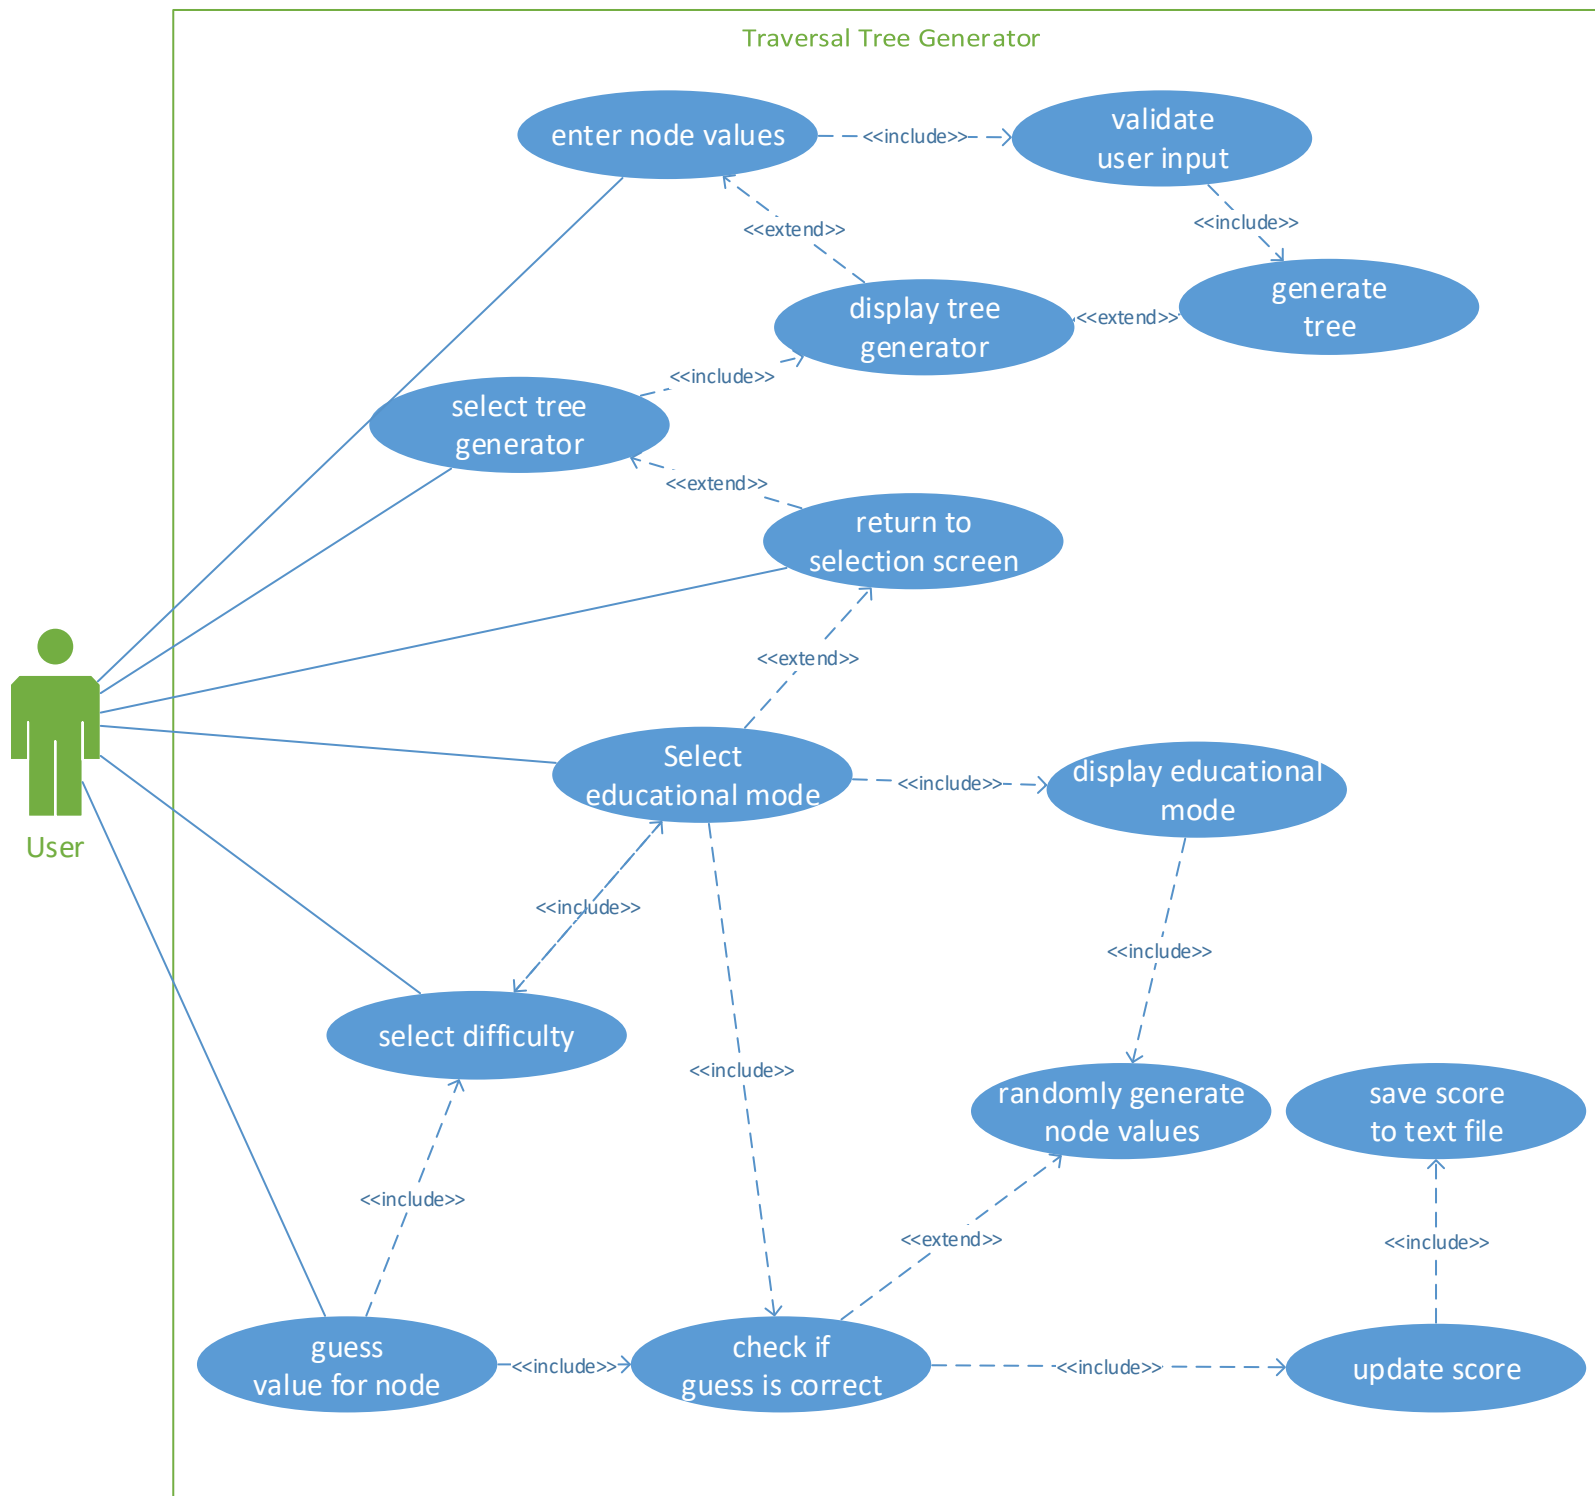 Traversal Tree Generator
enter node values
<<include>>
validate
user input
<<include>>
<<extend>>
display tree
generator
<<extend>>
generate
tree
<<include>>
select tree
generator
<<extend>>
return to
selection screen
<<extend>>
User
Select
educational mode
<<include>>
display educational
mode
<<include>>
<<include>>
select difficulty
<<include>>
randomly generate
node values
save score
to text file
<<include>>
<<extend>>
<<include>>
guess
value for node
<<include>>
check if
guess is correct
<<include>>
update score